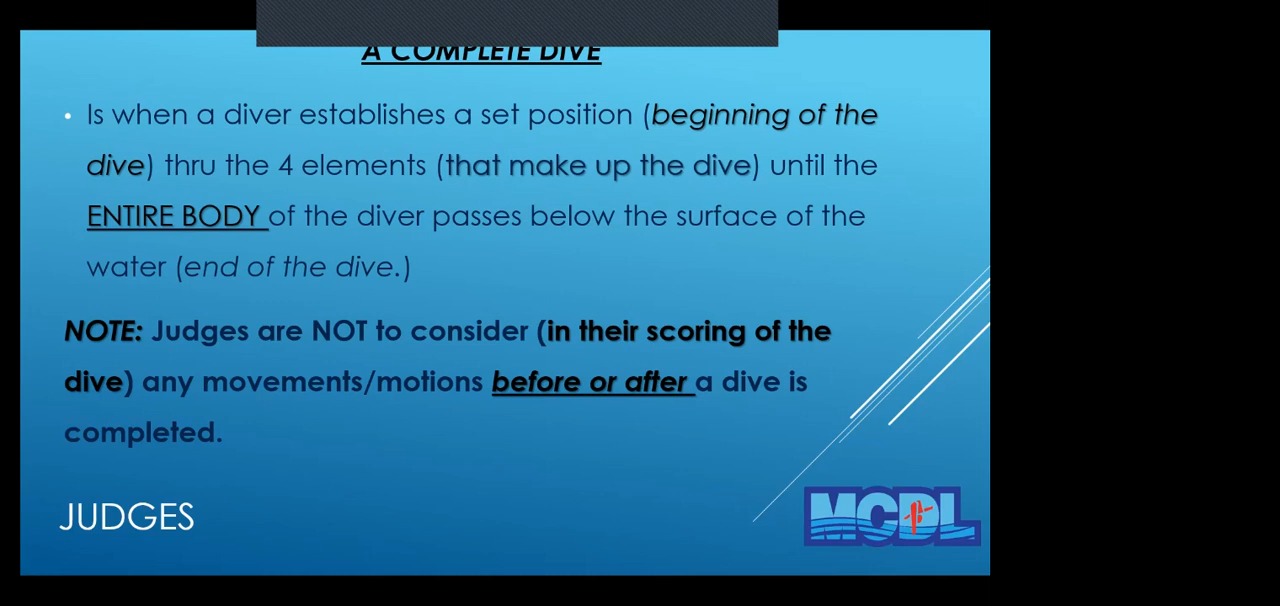 A COMPLETE DIVE
• Is when a diver establishes a set position (beginning of the
dive) thru the 4 elements (that make up the dive) until the
ENTIRE BODY of the diver passes below the surface of the
water (end of the dive.)
NOTE: Judges are NOT to consider (in their scoring of the
dive) any movements/motions before or after a dive is
completed.
JUDGES
MCDL